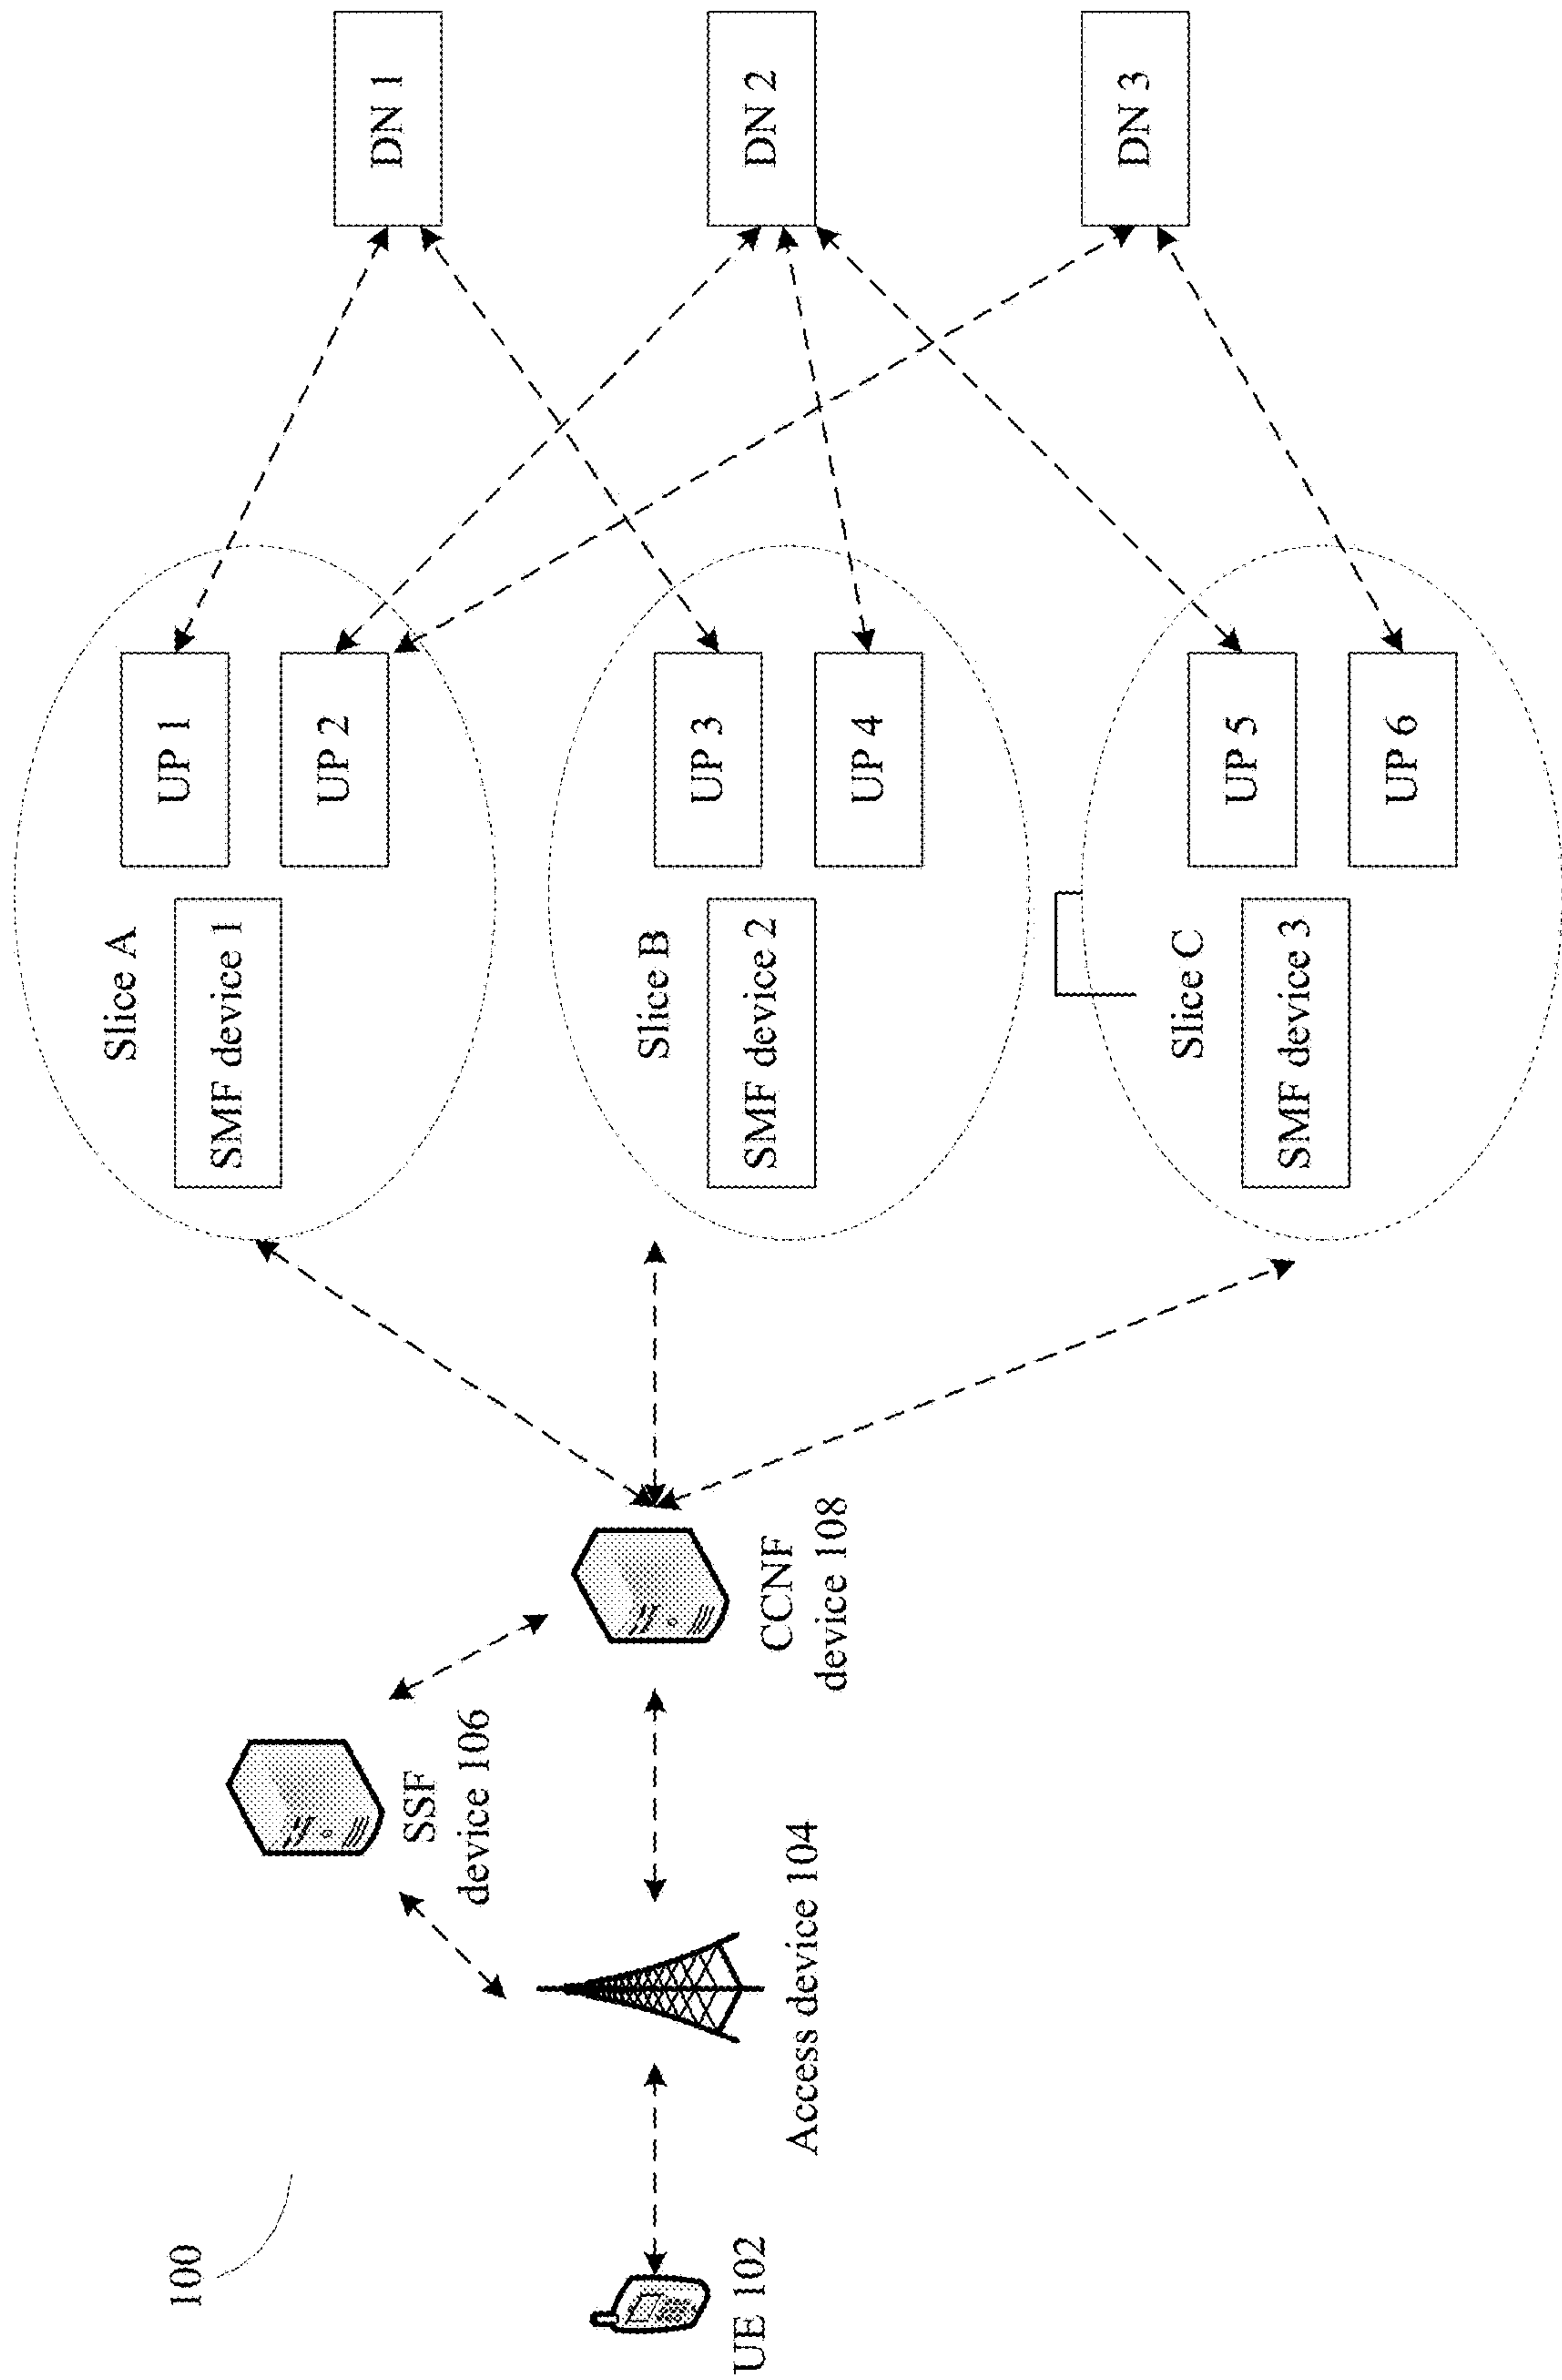 100
UE 102
Access device 104
SSF
device 106
CCNF
device 108
Slice A
SMF device 1
UP 1
UP 2
Slice B
SMF device 2
UP 3
UP 4
Slice C
SMF device 3
UP 5
UP 6
DN 1
DN 2
DN 3